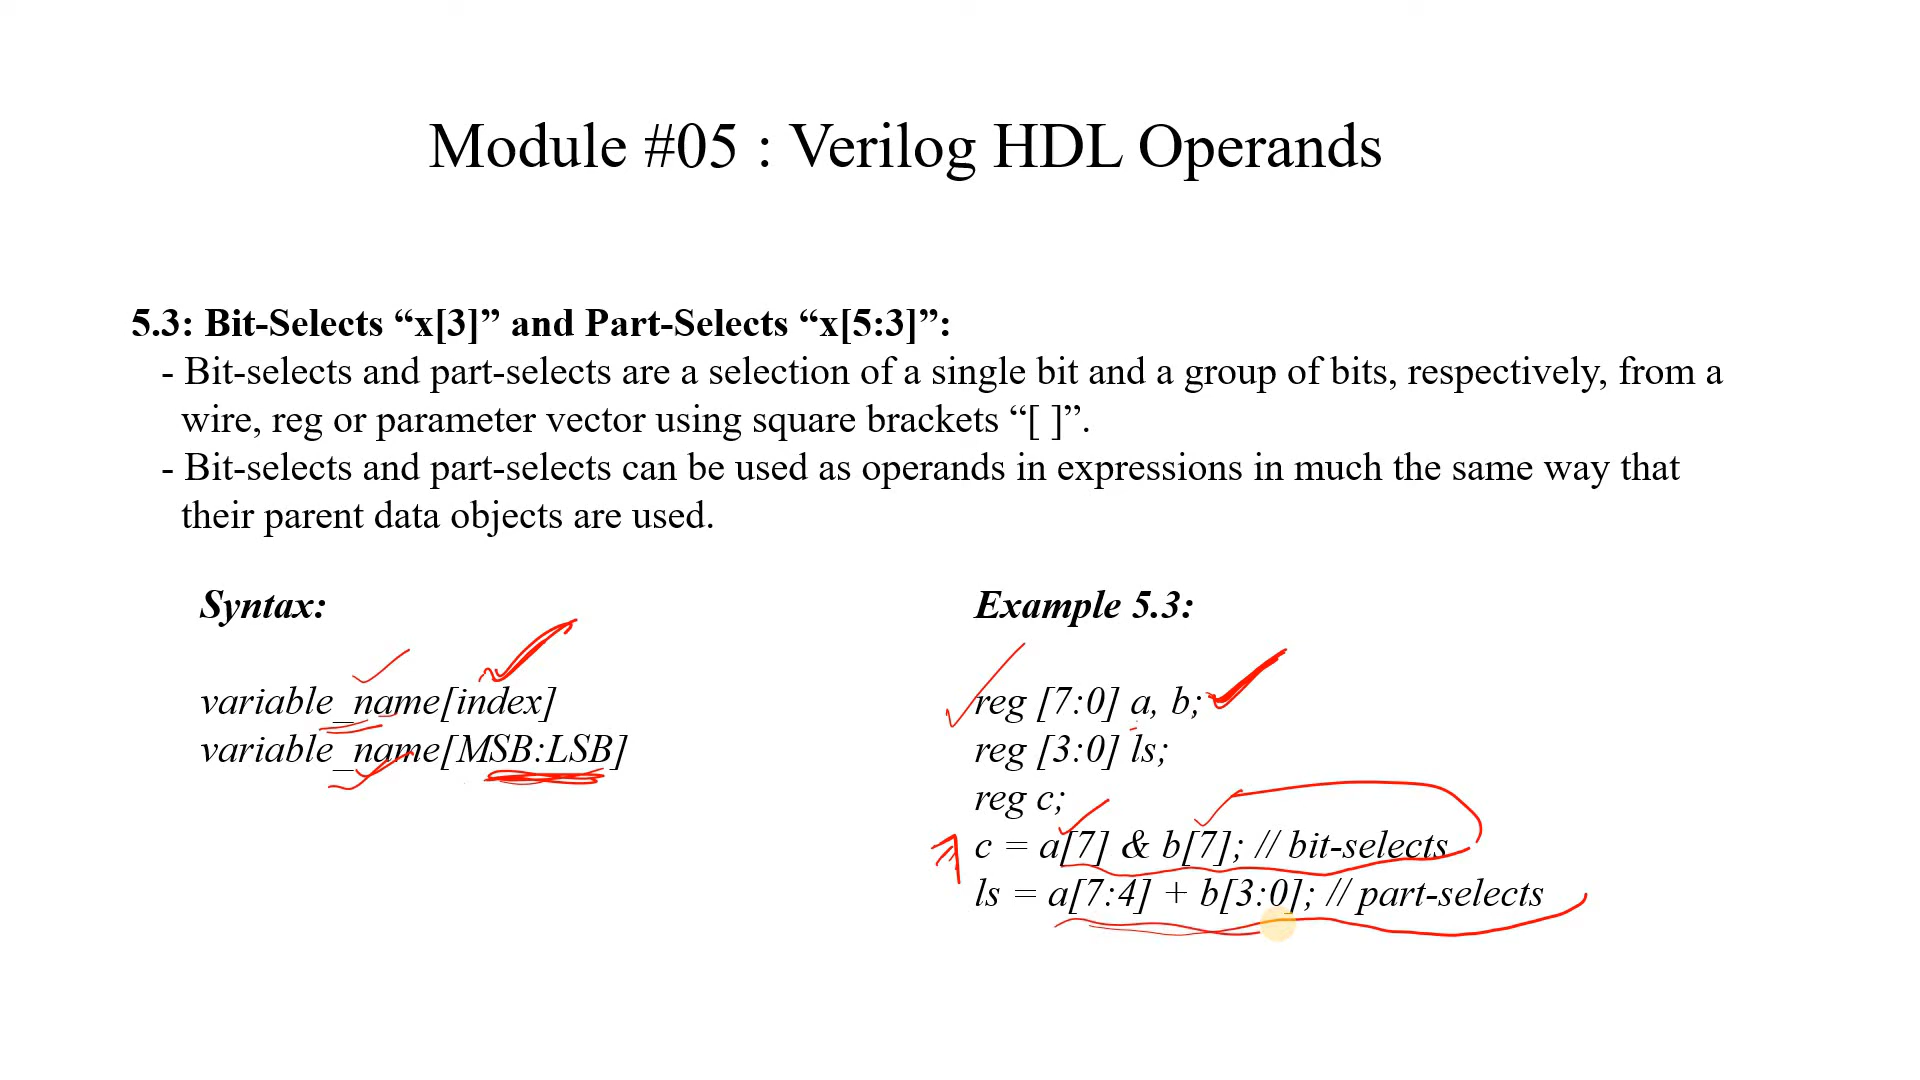 Module #05 : Verilog HDL Operands
5.3: Bit-Selects “x[3]” and Part-Selects “x[5:3]”:
- Bit-selects and part-selects are a selection of a single bit and a group of bits, respectively, from a
wire, reg or parameter vector using square brackets “[ ]”.
- Bit-selects and part-selects can be used as operands in expressions in much the same way that
their parent data objects are used.
Syntax:
variable_name[index]
variable_name[MSB:LSB]
Example 5.3:
reg [7:0] a, b;
reg [3:0] ls;
reg c;
c = a[7] & b[7]; // bit-selects
ls = a[7:4] + b[3:0]; // part-selects